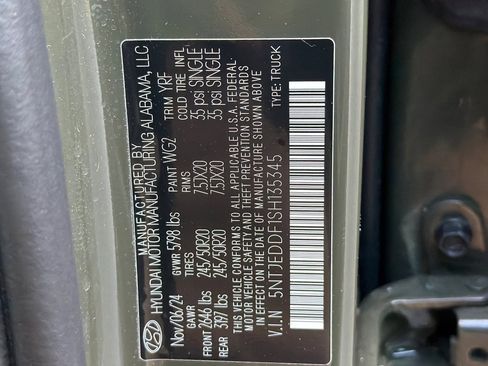 MANUFACTURED BY
HYUNDAI MOTOR MANUFACTURING ALABAMA, LLC
Nov/06/24 GVWR 5798 lbs PAINT WG2 TRIM YRF
GAWR TIRES RIMS COLD TIRE INFL
FRONT 2646 lbs 245/50R20 7.5JX20 35 psi SINGLE
REAR 3197 lbs 245/50R20 7.5JX20 35 psi SINGLE
THIS VEHICLE CONFORMS TO ALL APPLICABLE U.S.A. FEDERAL
MOTOR VEHICLE SAFETY AND THEFT PREVENTION STANDARDS
IN EFFECT ON THE DATE OF MANUFACTURE SHOWN ABOVE.
V.I.N 5NTJEDDF1SH135345 TYPE: TRUCK